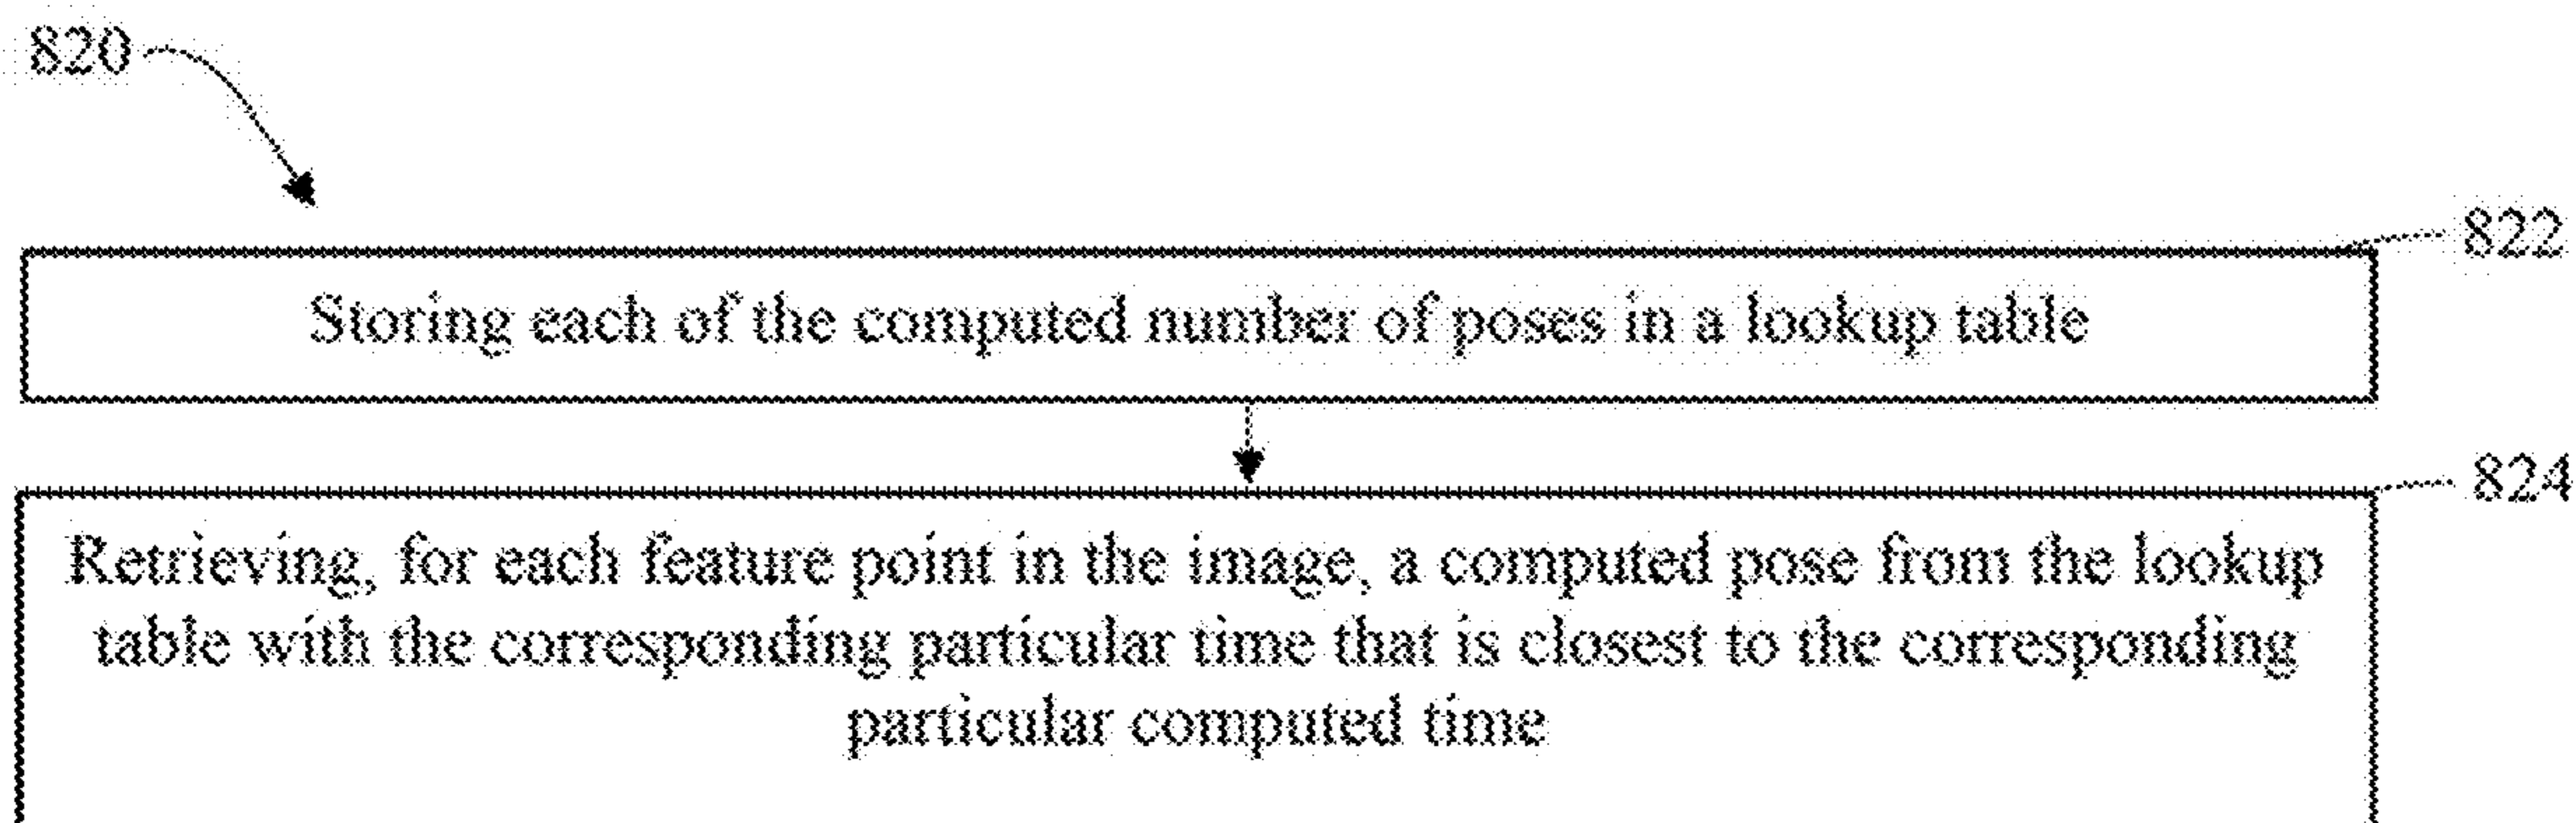 820
822
Storing each of the computed number of poses in a lookup table
824
Retrieving, for each feature point in the image, a computed pose from the lookup
table with the corresponding particular time that is closest to the corresponding
particular computed time